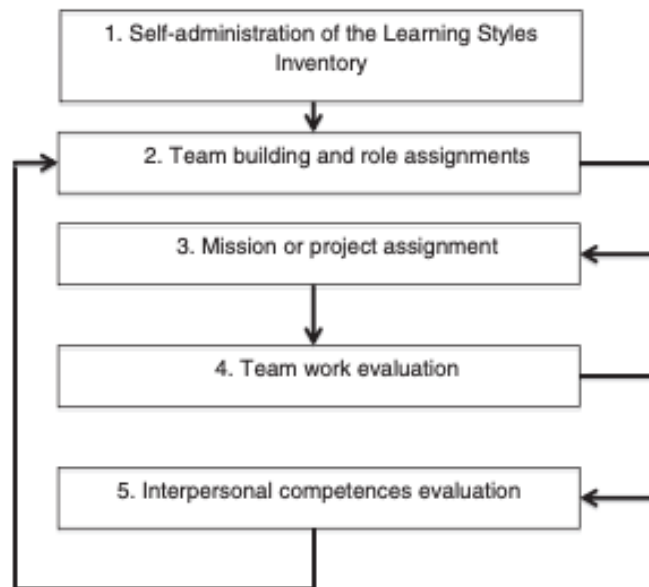 1. Self-administration of the Learning Styles
Inventory
2. Team building and role assignments
3. Mission or project assignment
4. Team work evaluation
5. Interpersonal competences evaluation